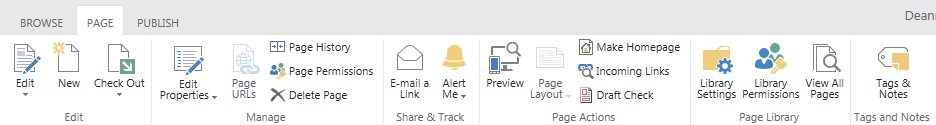 BROWSE PAGE PUBLISH Deann
Edit
New
Check Out
Edit
Edit
Properties
Page
URLs
Page History
Page Permissions
Delete Page
Manage
E-mail a
Link
Alert
Me
Share & Track
Preview
Page
Layout
Make Homepage
Incoming Links
Draft Check
Page Actions
Library
Settings
Library
Permissions
View All
Pages
Page Library
Tags &
Notes
Tags and Notes